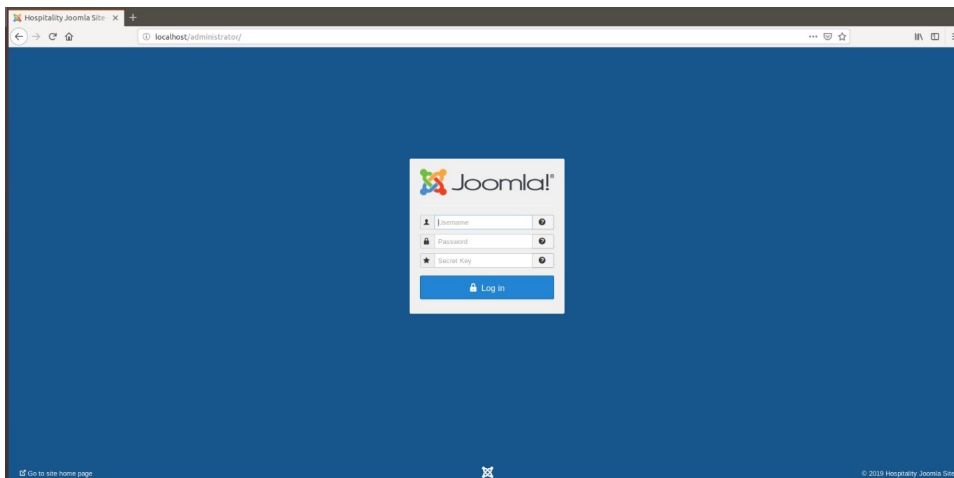 Hospitality Joomla Site
localhost/administrator/
Joomla!®
Username
Password
Secret Key
Log in
Go to site home page
© 2019 Hospitality Joomla Site